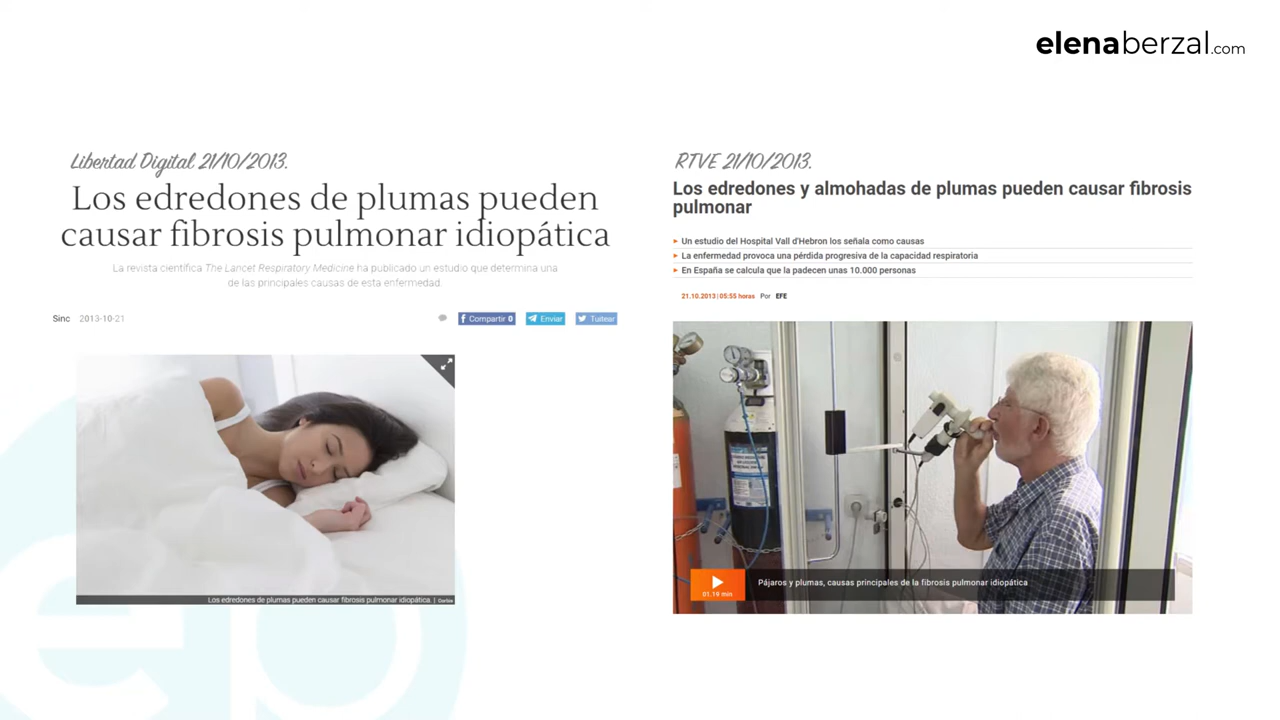 elenaberzal.com
Libertad Digital 21/10/2013.
Los edredones de plumas pueden
causar fibrosis pulmonar idiopática
La revista científica The Lancet Respiratory Medicine ha publicado un estudio que determina una
de las principales causas de esta enfermedad.
Sinc 2013-10-21
Compartir 0 Enviar Tuitear
Los edredones de plumas pueden causar fibrosis pulmonar idiopática. | Corbis
RTVE 21/10/2013.
Los edredones y almohadas de plumas pueden causar fibrosis
pulmonar
Un estudio del Hospital Vall d'Hebron los señala como causas
La enfermedad provoca una pérdida progresiva de la capacidad respiratoria
En España se calcula que la padecen unas 10.000 personas
21.10.2013 | 05:55 horas Por EFE
01.19 min
Pájaros y plumas, causas principales de la fibrosis pulmonar idiopática
ep